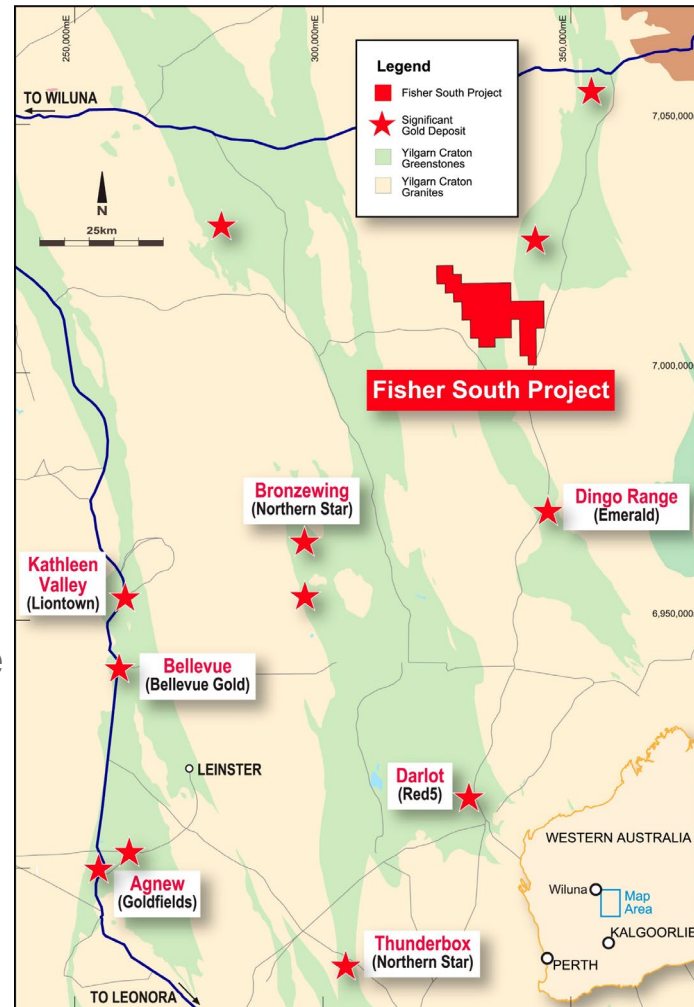 250,000mE
300,000mE
350,000mE
Legend
Fisher South Project
Significant
Gold Deposit
Yilgarn Craton
Greenstones
Yilgarn Craton
Granites
TO WILUNA
7,050,000
N
25km
7,000,000
Fisher South Project
Bronzewing
(Northern Star)
Dingo Range
(Emerald)
Kathleen
Valley
(Liontown)
6,950,000
Bellevue
(Bellevue Gold)
LEINSTER
Darlot
(Red5)
WESTERN AUSTRALIA
Wiluna
Map
Area
KALGOORLIE
PERTH
Agnew
(Goldfields)
Thunderbox
(Northern Star)
TO LEONORA